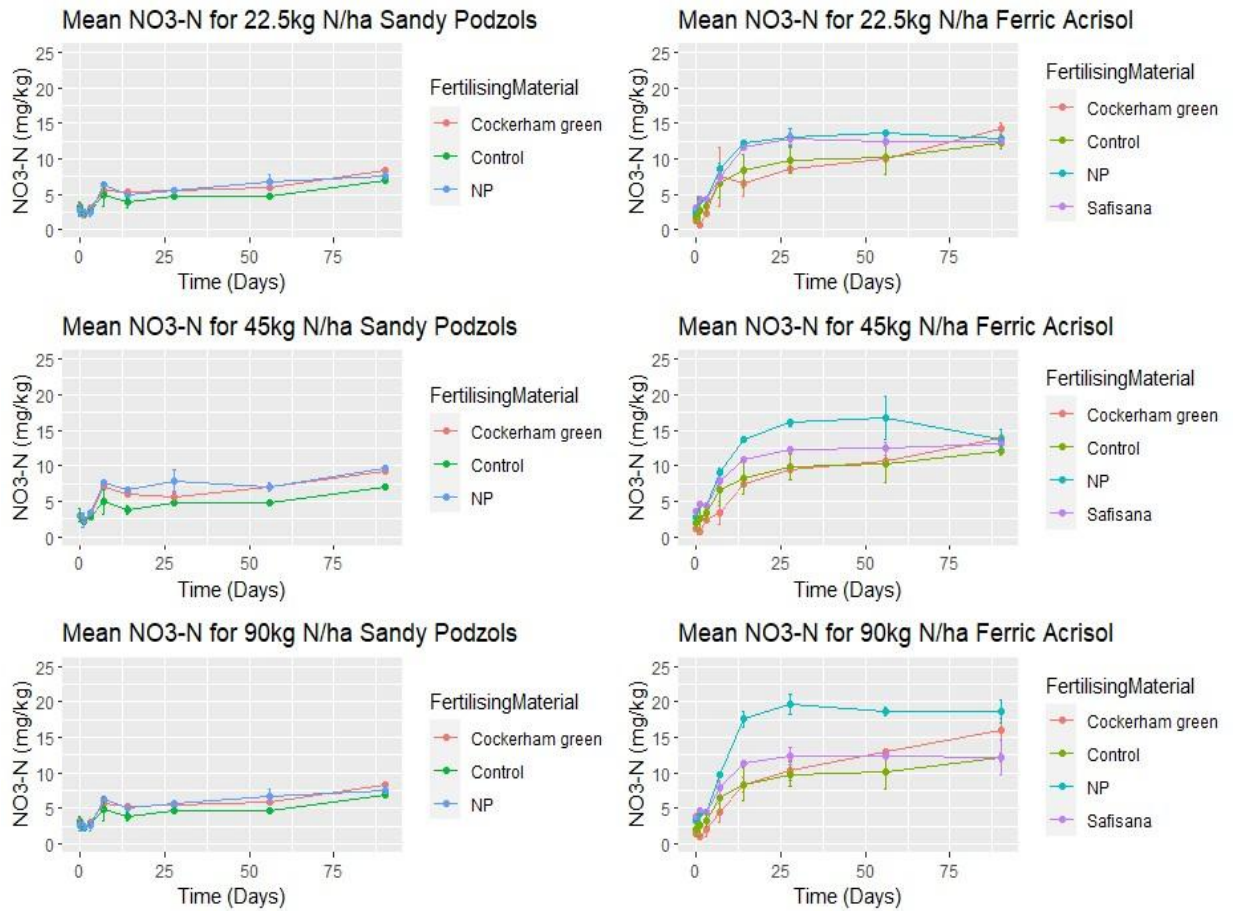 Mean NO3-N for 22.5kg N/ha Sandy Podzols
NO3-N (mg/kg)
25
20
15
10
5
0
0
25
50
75
Time (Days)
FertilisingMaterial
Cockerham green
Control
NP
Mean NO3-N for 22.5kg N/ha Ferric Acrisol
NO3-N (mg/kg)
25
20
15
10
5
0
0
25
50
75
Time (Days)
FertilisingMaterial
Cockerham green
Control
NP
Safisana
Mean NO3-N for 45kg N/ha Sandy Podzols
NO3-N (mg/kg)
25
20
15
10
5
0
0
25
50
75
Time (Days)
FertilisingMaterial
Cockerham green
Control
NP
Mean NO3-N for 45kg N/ha Ferric Acrisol
NO3-N (mg/kg)
25
20
15
10
5
0
0
25
50
75
Time (Days)
FertilisingMaterial
Cockerham green
Control
NP
Safisana
Mean NO3-N for 90kg N/ha Sandy Podzols
NO3-N (mg/kg)
25
20
15
10
5
0
0
25
50
75
Time (Days)
FertilisingMaterial
Cockerham green
Control
NP
Mean NO3-N for 90kg N/ha Ferric Acrisol
NO3-N (mg/kg)
25
20
15
10
5
0
0
25
50
75
Time (Days)
FertilisingMaterial
Cockerham green
Control
NP
Safisana